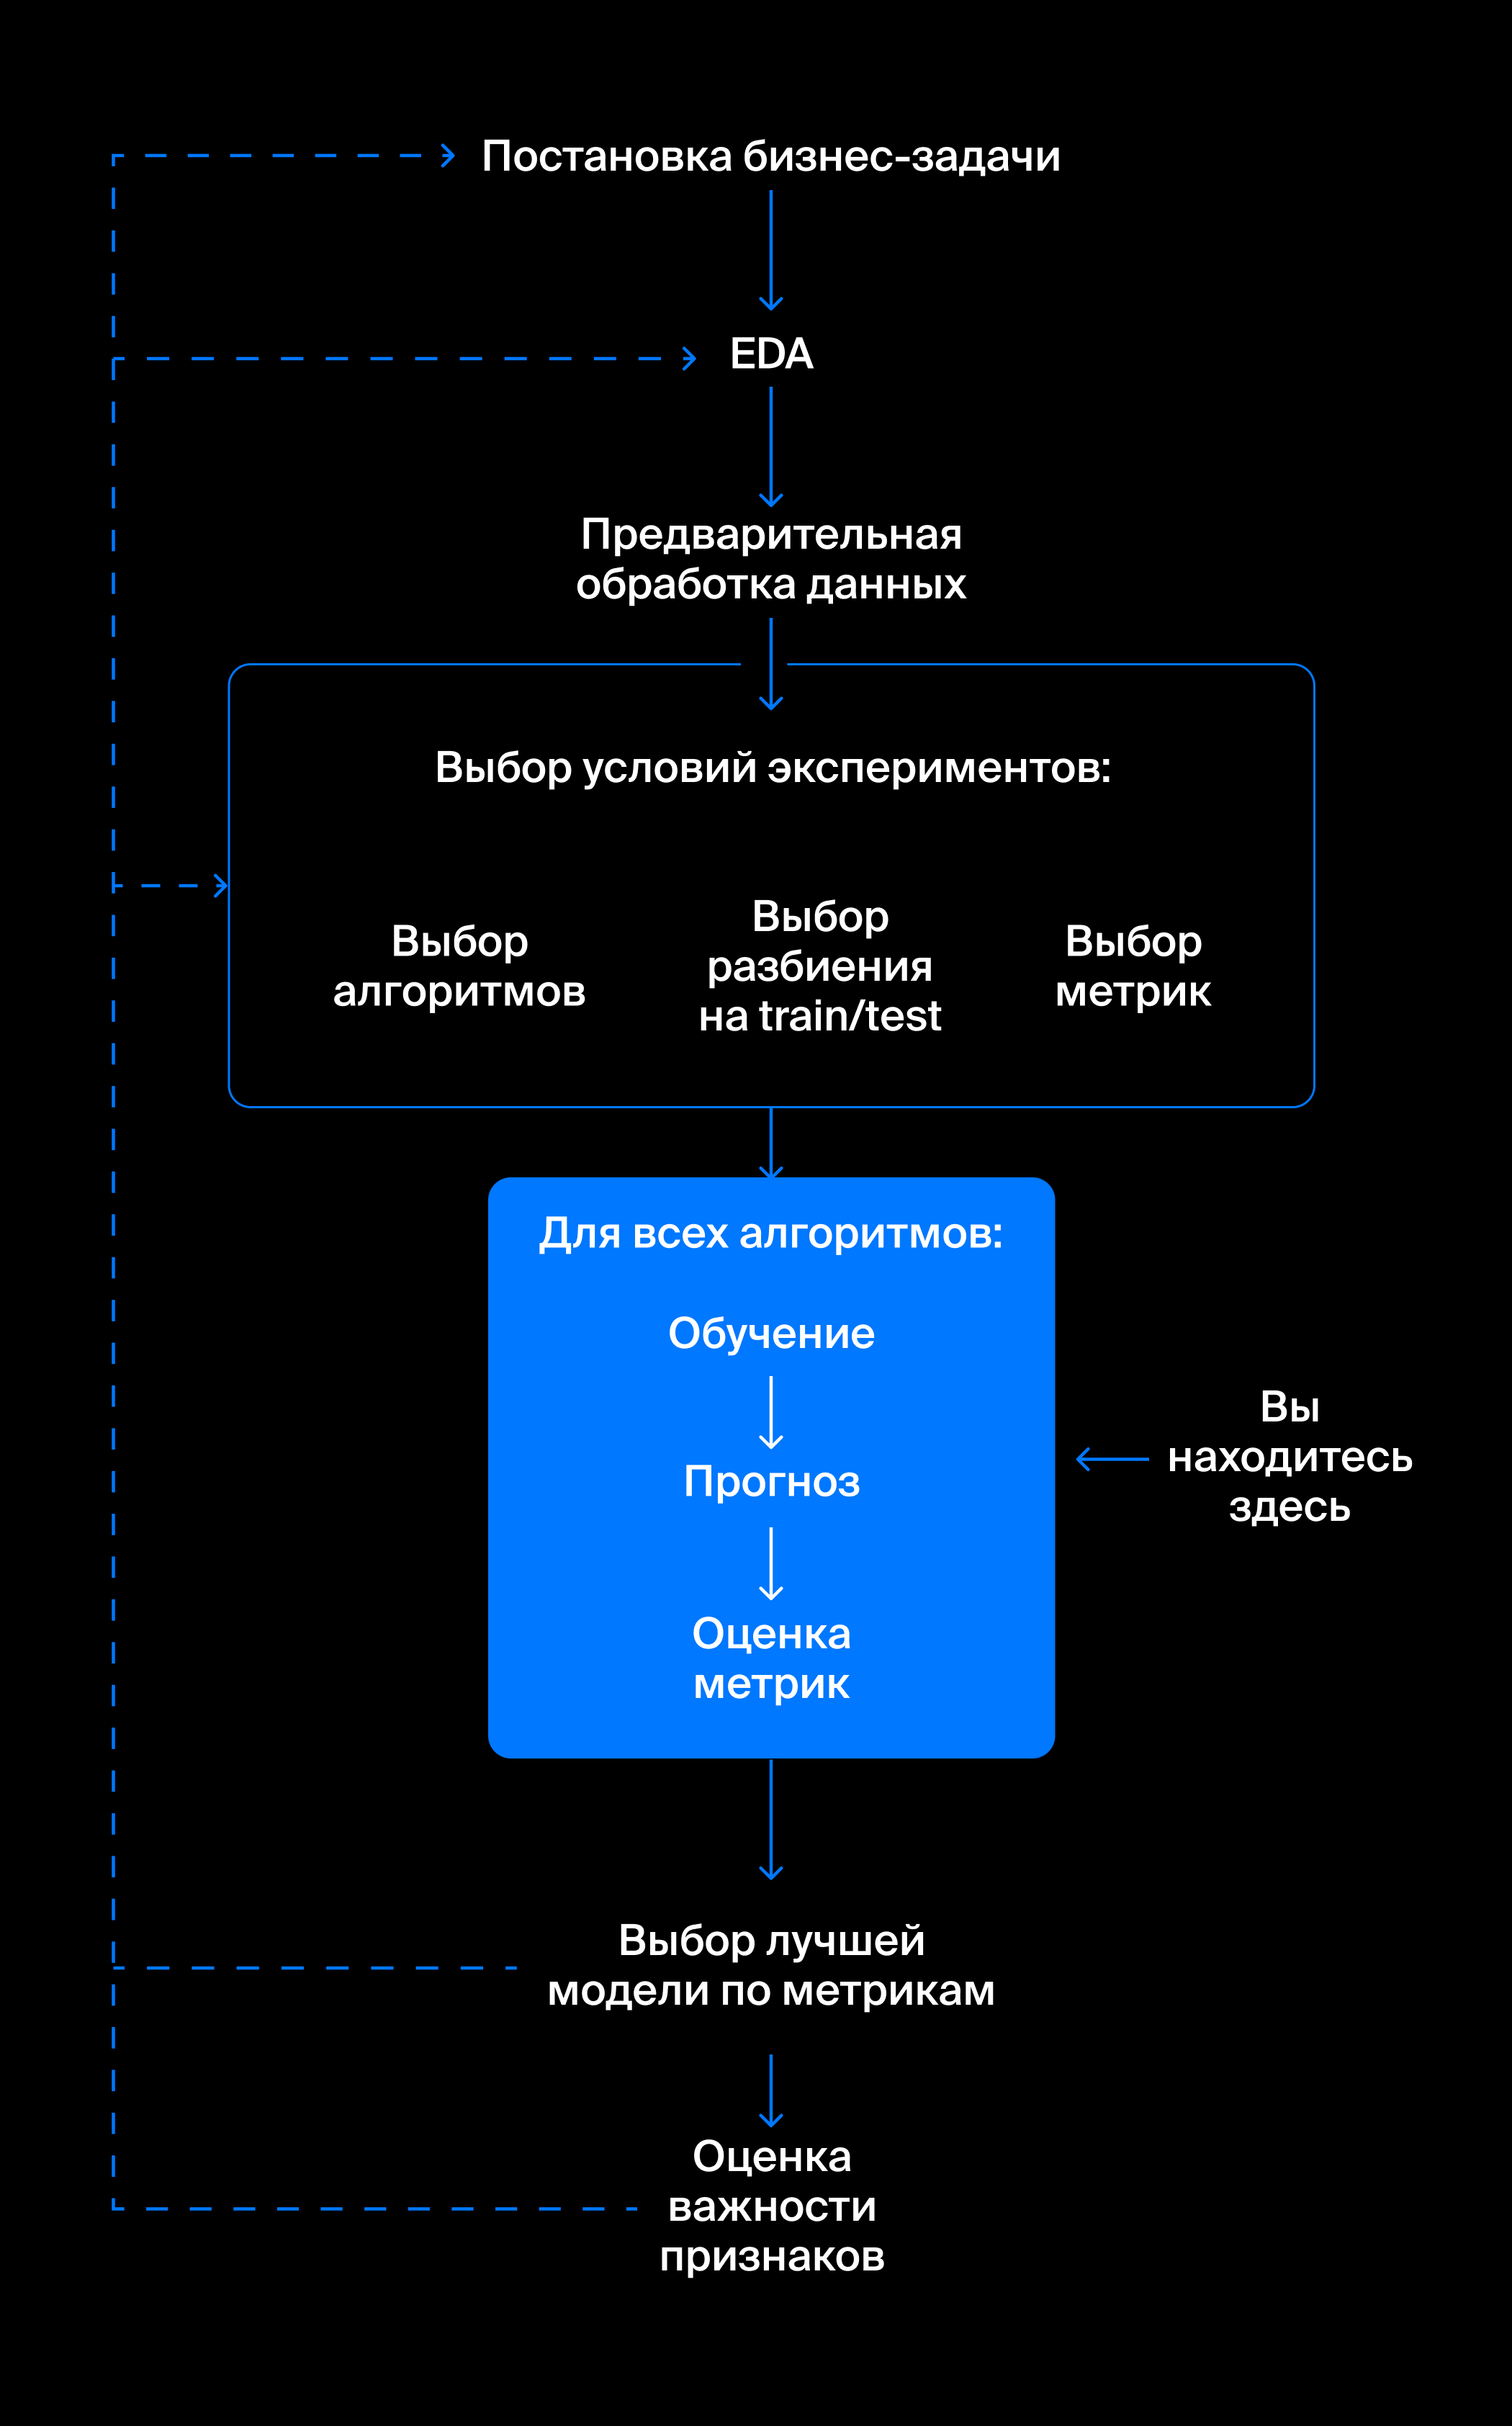 Постановка бизнес-задачи
EDA
Предварительная
обработка данных
Выбор условий экспериментов:
Выбор
алгоритмов
Выбор
разбиения
на train/test
Выбор
метрик
Для всех алгоритмов:
Обучение
Прогноз
Оценка
метрик
Вы
находитесь
здесь
Выбор лучшей
модели по метрикам
Оценка
важности
признаков